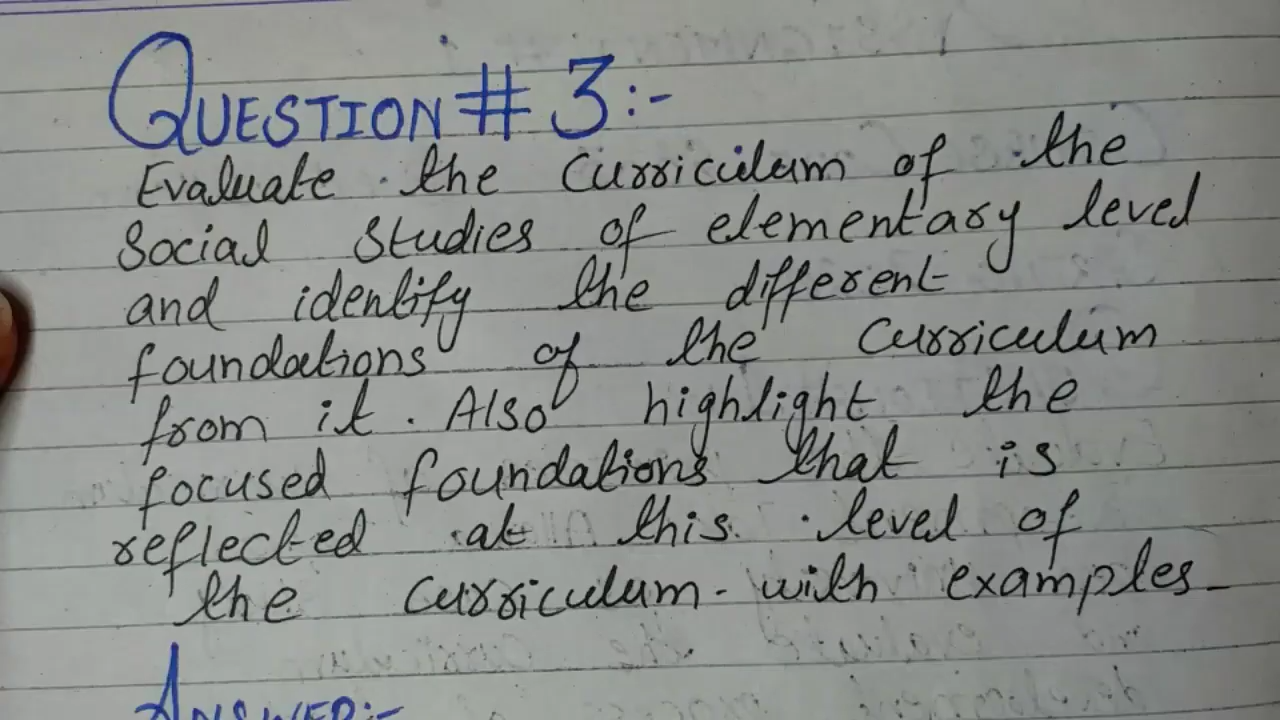 QUESTION # 3:-
Evaluate the Curriculum of the
Social Studies of elementary level
and identify the different
foundations of the Curriculum
from it. Also highlight the
focused foundations that is
reflected at this level of
the Curriculum with examples
ANSWER:-